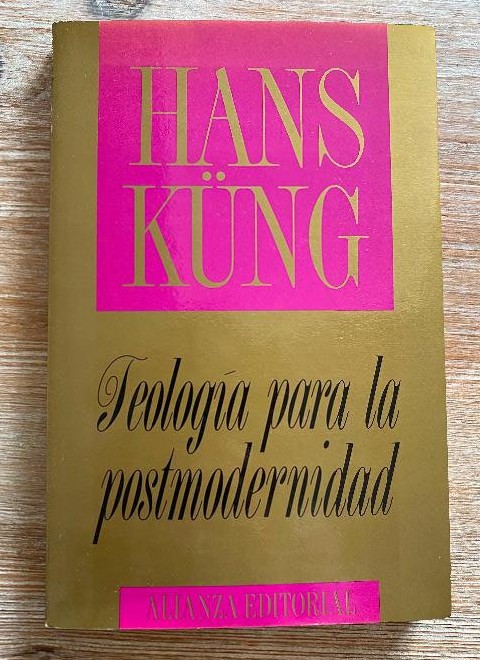 HANS
KÜNG
Teología para la
postmodernidad
ALIANZA EDITORIAL